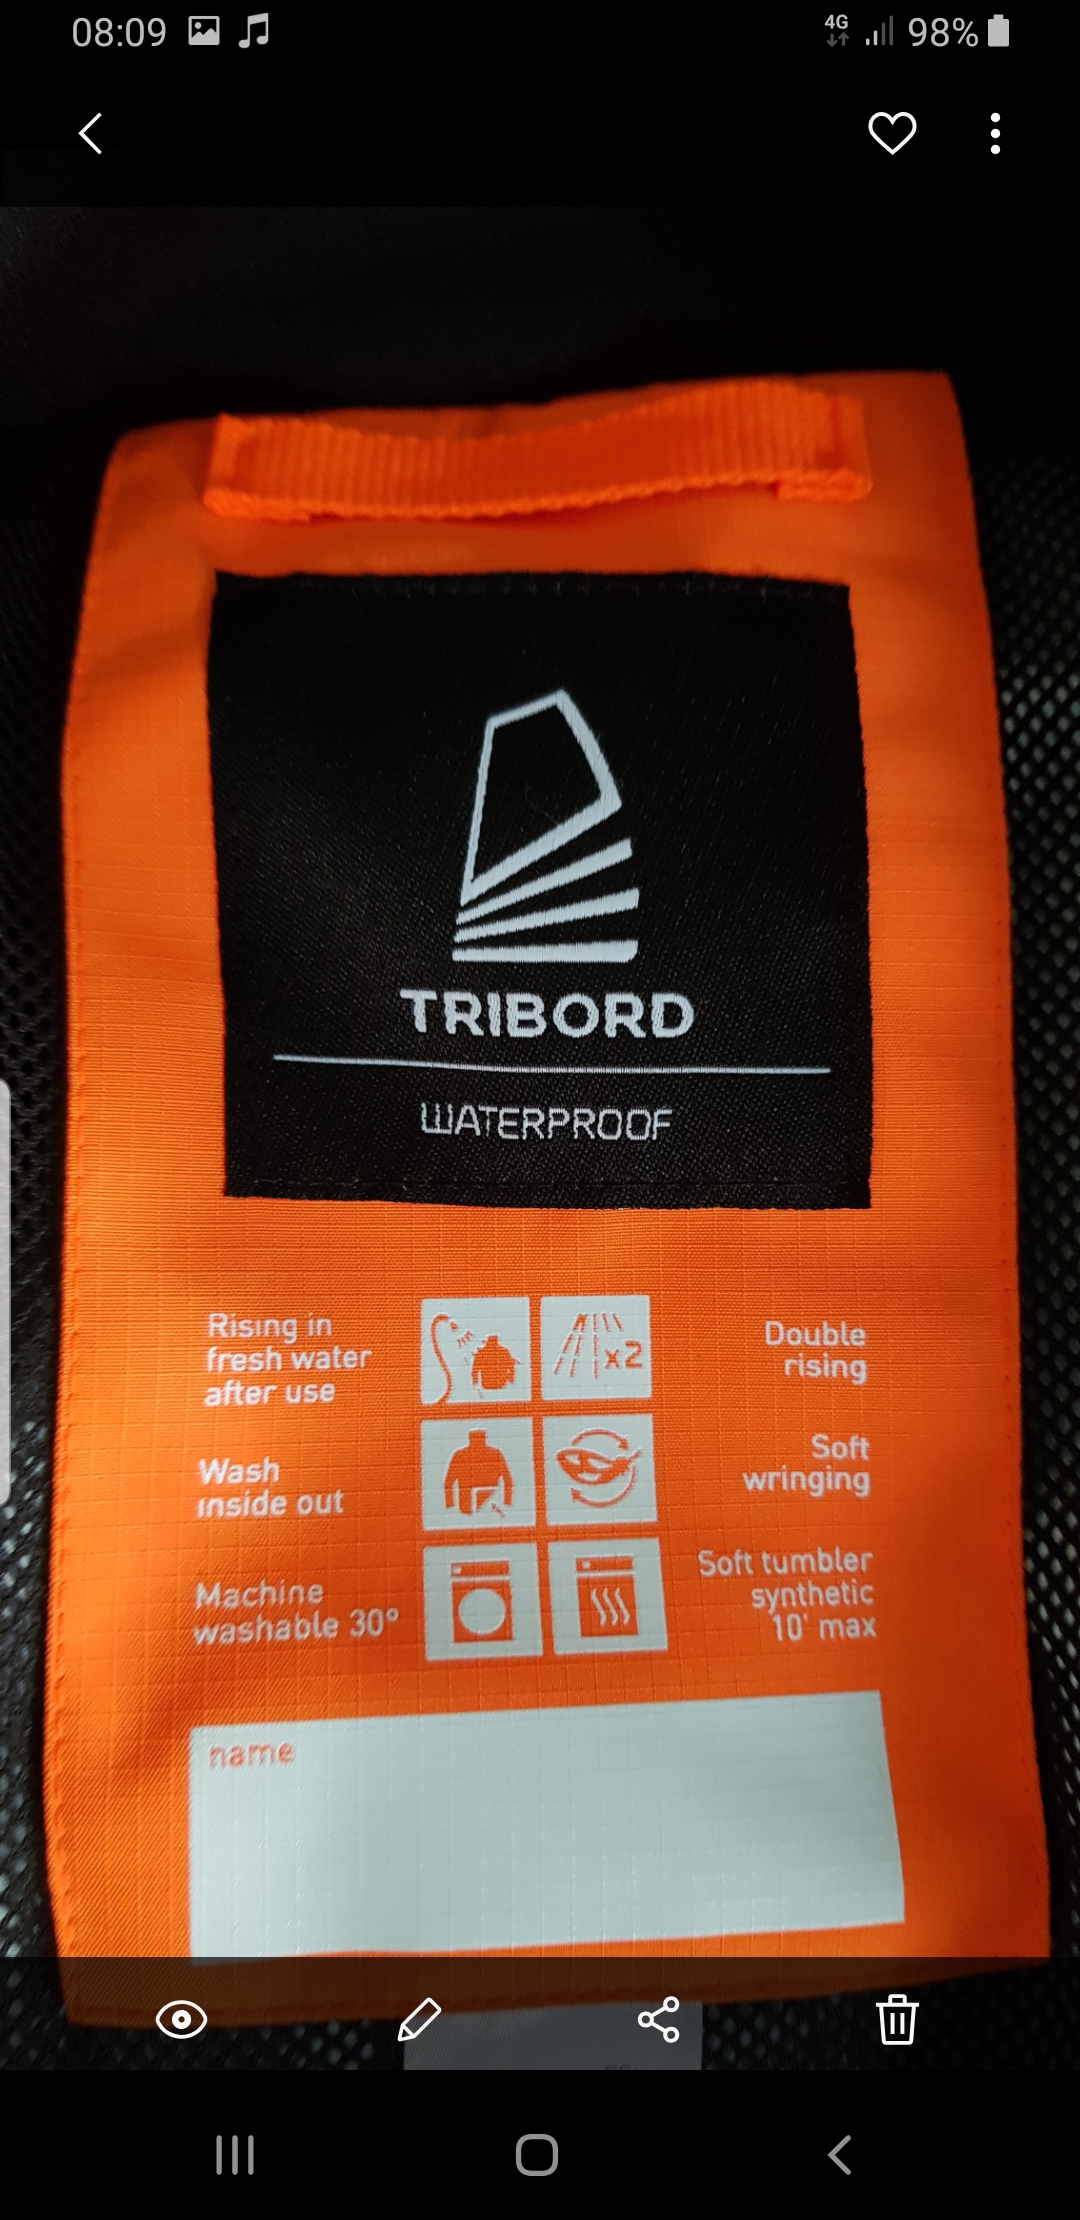 08:09
4G 98%
TRIBORD
WATERPROOF
Rising in
fresh water
after use
x2
Double
rising
Wash
inside out
Soft
wringing
Machine
washable 30°
Soft tumbler
synthetic
10' max
name